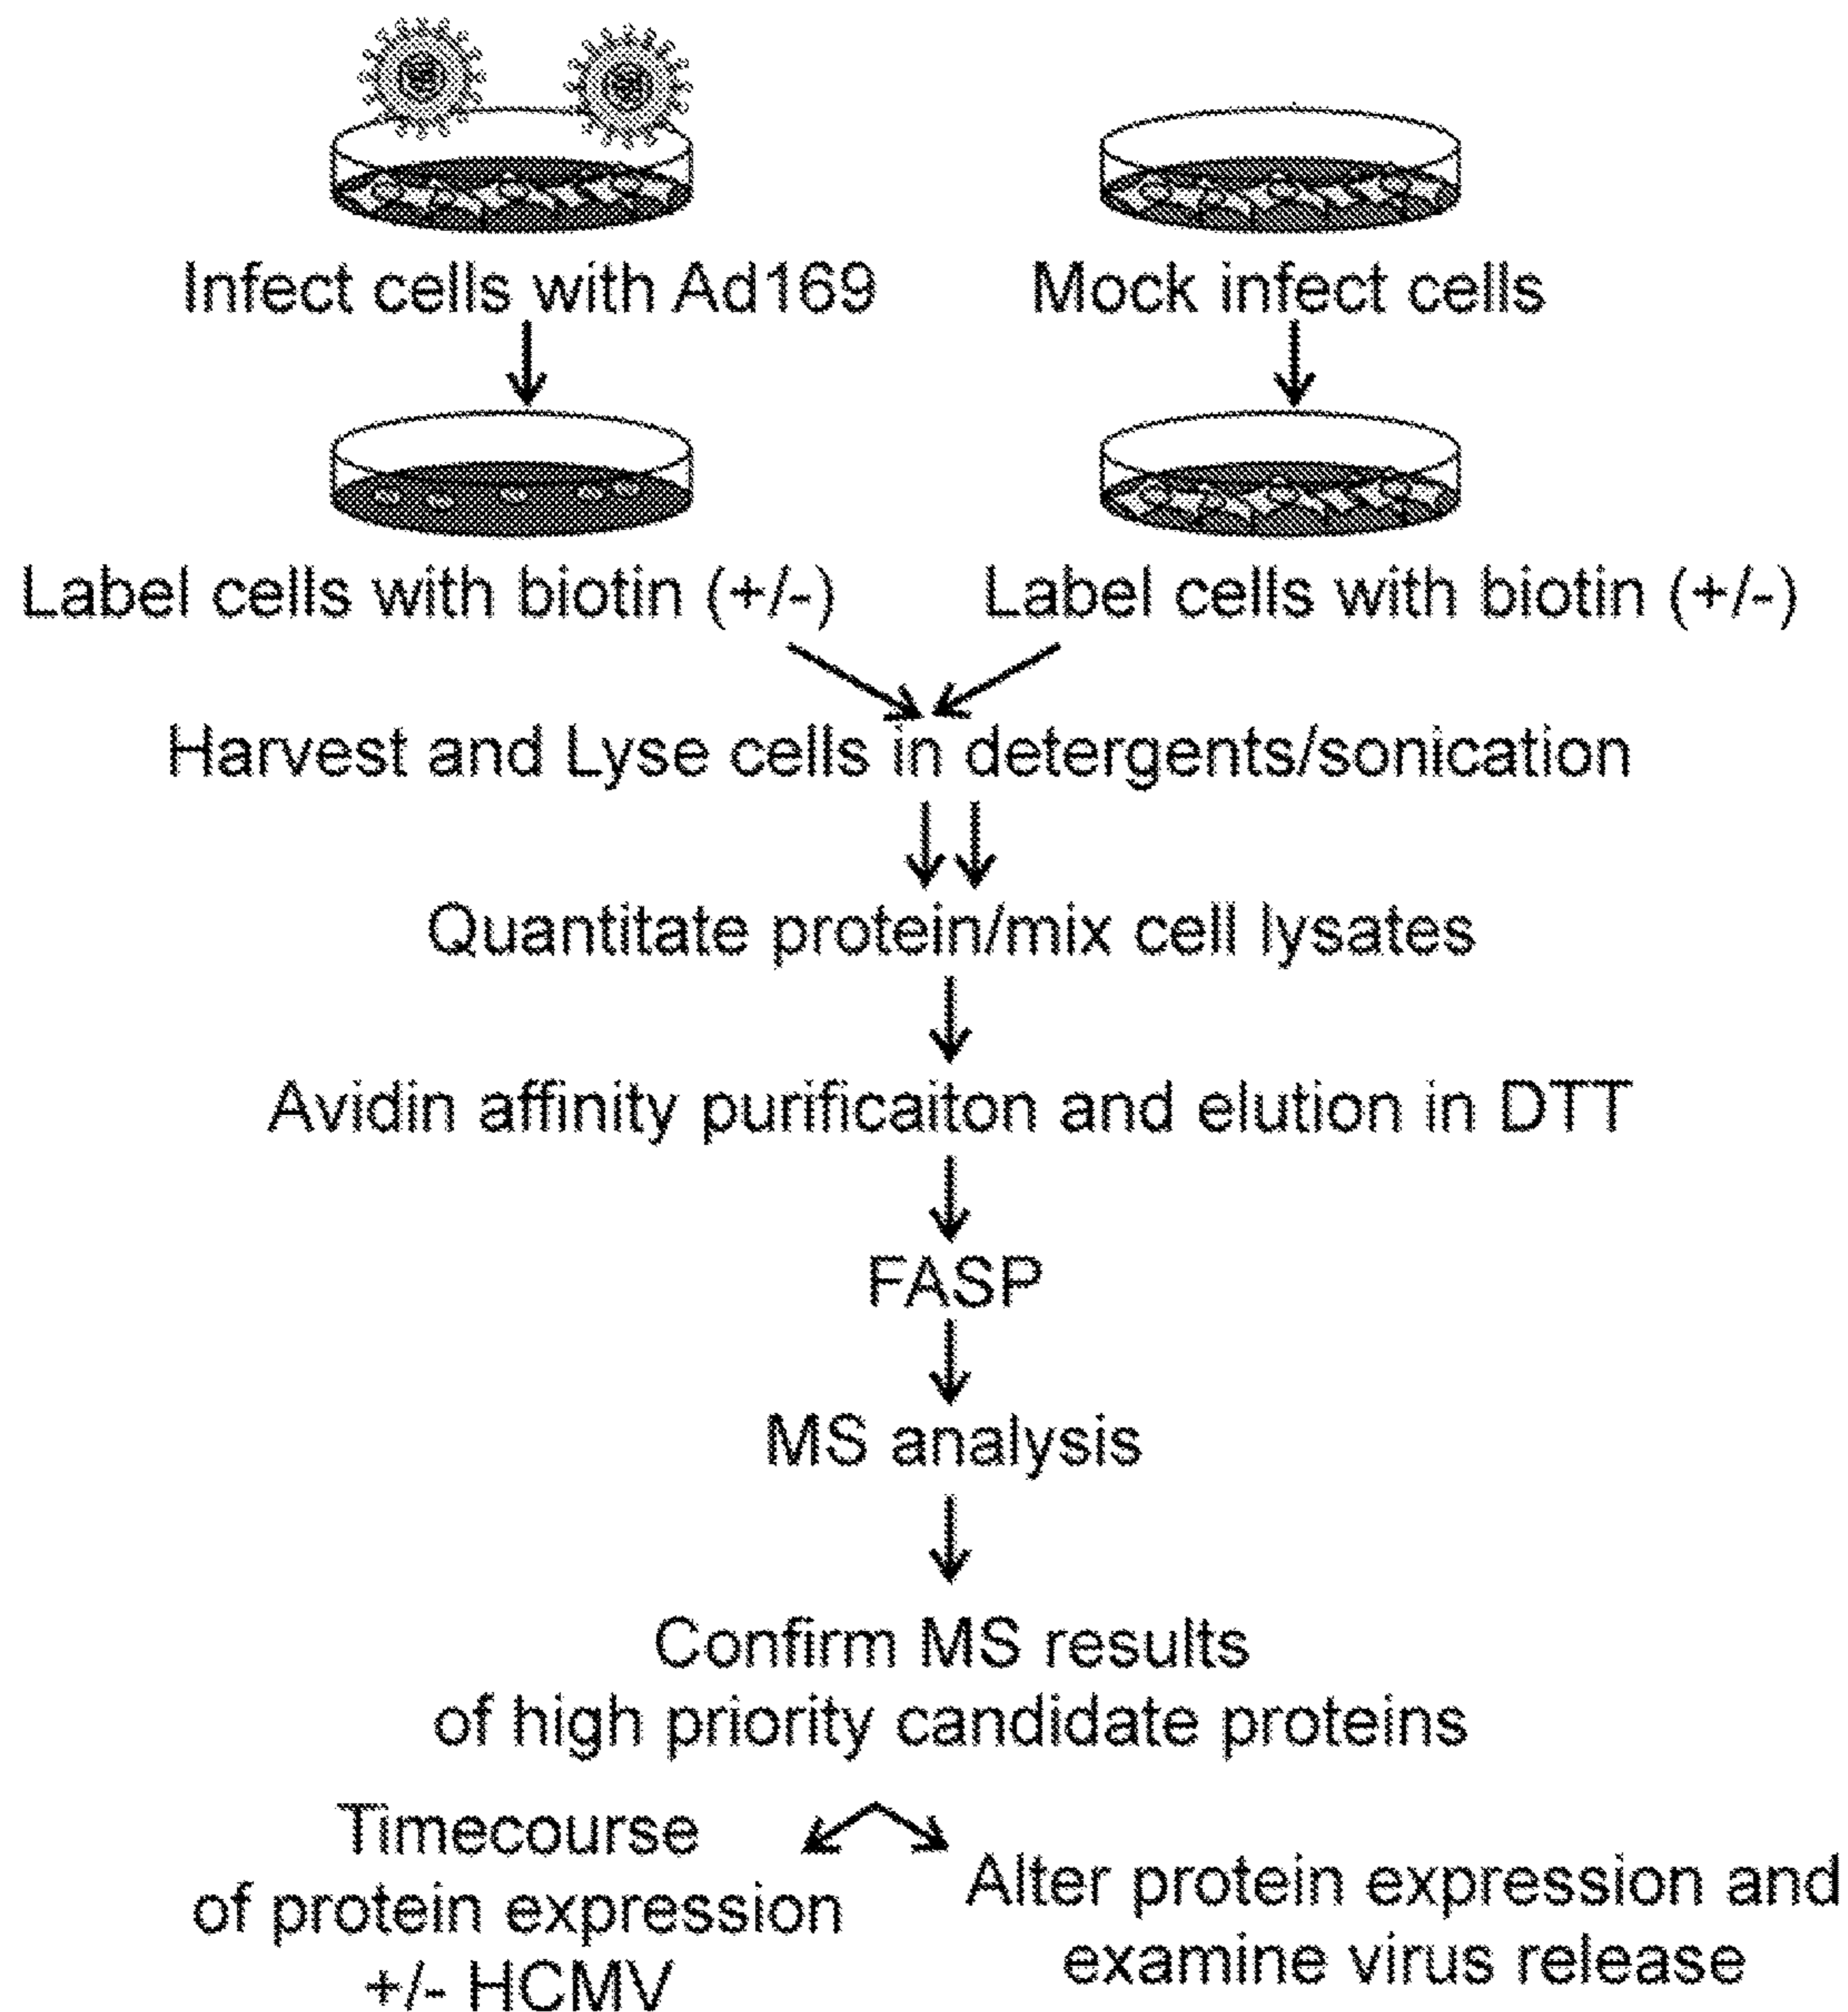 Infect cells with Ad169
Mock infect cells
Label cells with biotin (+/-)
Label cells with biotin (+/-)
Harvest and Lyse cells in detergents/sonication
Quantitate protein/mix cell lysates
Avidin affinity purificaiton and elution in DTT
FASP
MS analysis
Confirm MS results
of high priority candidate proteins
Timecourse
of protein expression
+/- HCMV
Alter protein expression and
examine virus release